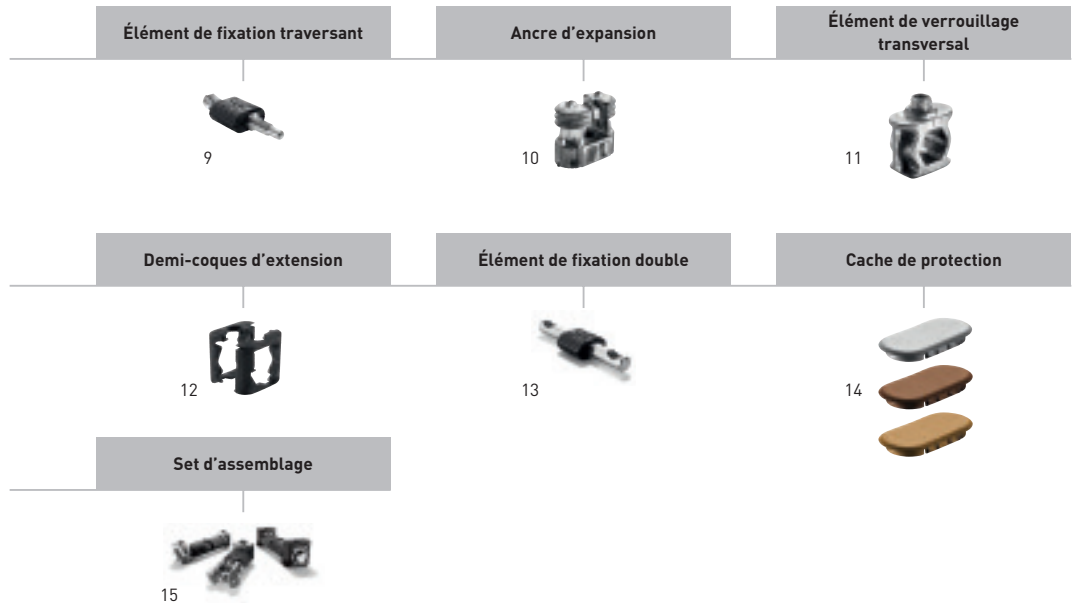 Élément de fixation traversant
Ancre d'expansion
Élément de verrouillage
transversal
9
10
11
Demi-coques d'extension
Élément de fixation double
Cache de protection
12
13
14
Set d'assemblage
15